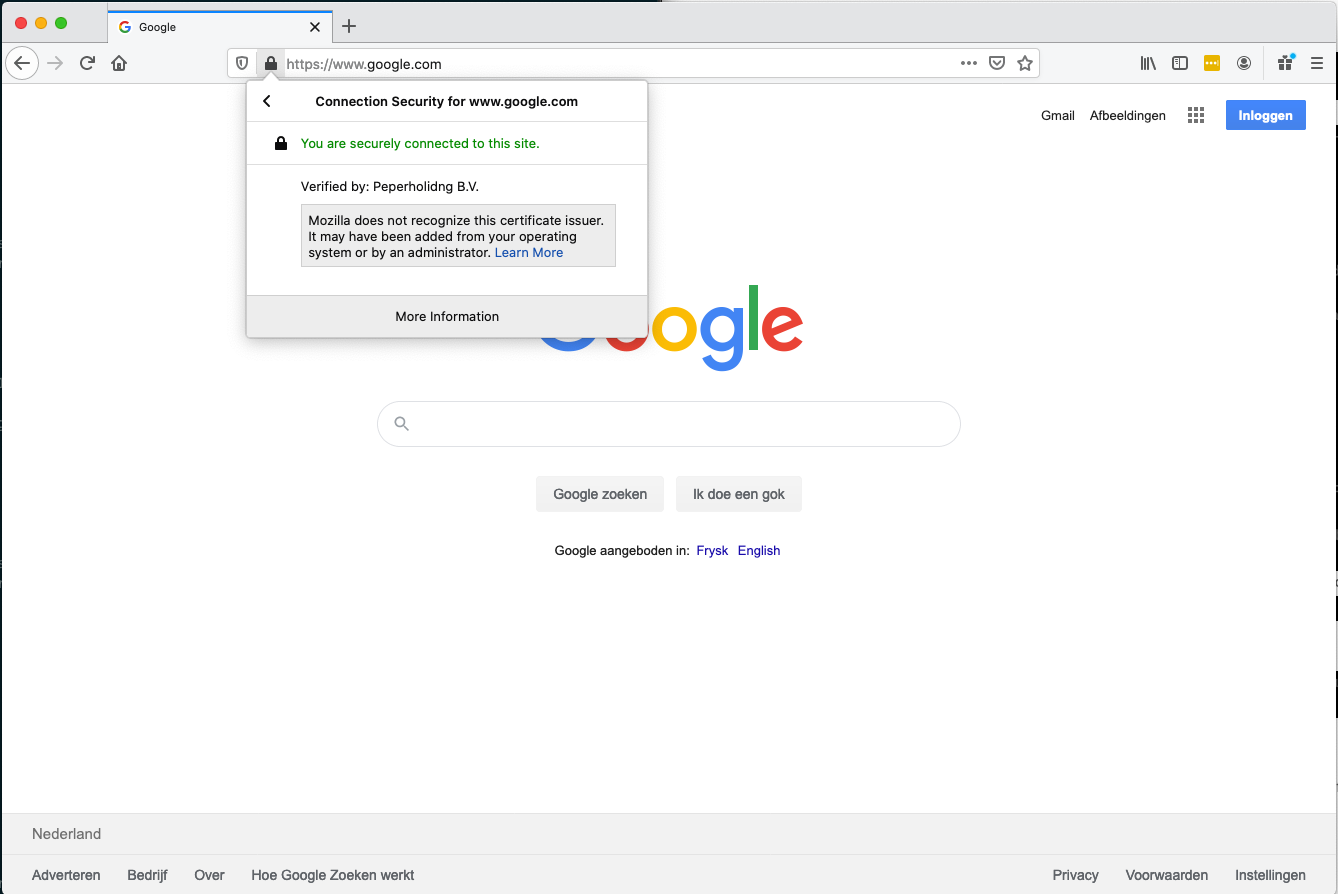 Google
https://www.google.com
Connection Security for www.google.com
You are securely connected to this site.
Verified by: Peperholidng B.V.
Mozilla does not recognize this certificate issuer.
It may have been added from your operating
system or by an administrator. Learn More
More Information
Gmail Afbeeldingen Inloggen
Google
Google zoeken Ik doe een gok
Google aangeboden in: Frysk English
Nederland
Adverteren Bedrijf Over Hoe Google Zoeken werkt Privacy Voorwaarden Instellingen